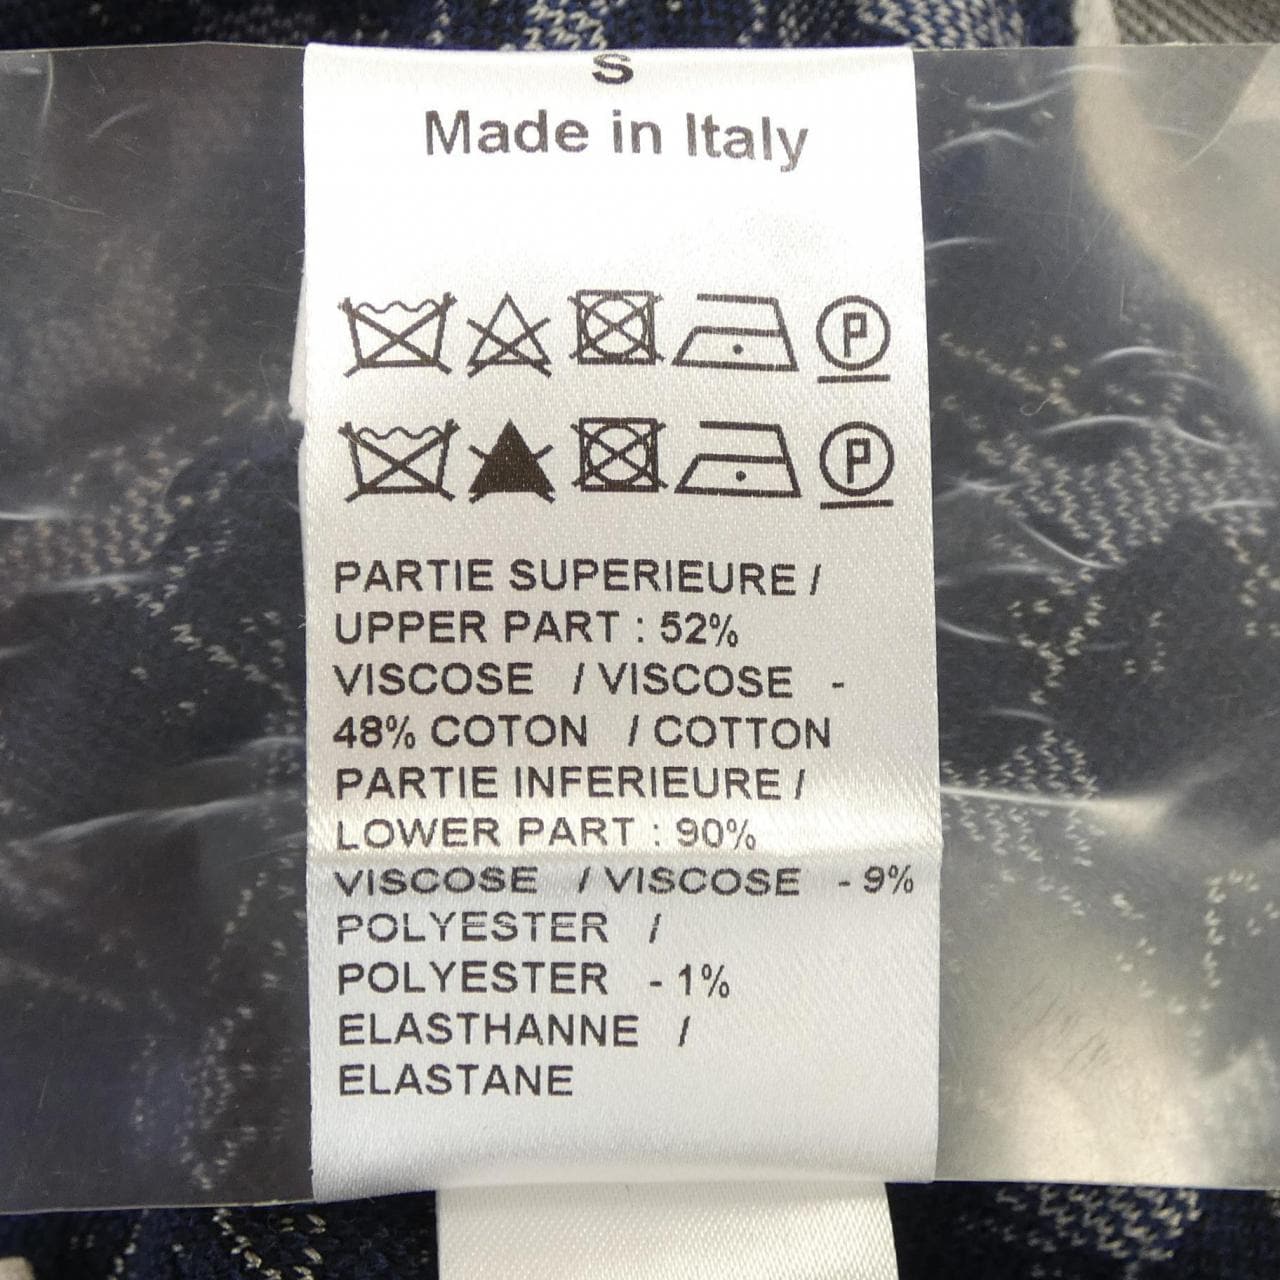 S
Made in Italy
P
P
PARTIE SUPERIEURE /
UPPER PART : 52%
VISCOSE / VISCOSE -
48% COTON / COTTON
PARTIE INFERIEURE /
LOWER PART : 90%
VISCOSE / VISCOSE - 9%
POLYESTER /
POLYESTER - 1%
ELASTHANNE /
ELASTANE